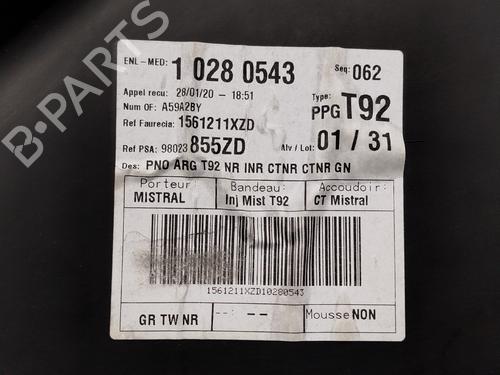 B-PARTS
ENL-MED: 1 028 0543 Seq: 062
Appel recu: 28/01/20 - 18:51 Type:
Num OF: A59A2BY PPG T92
Ref Faurecia: 1561211XZD
Ref PSA: 98023 855ZD Alv / Lot: 01 / 31
Des: PNO ARG T92 NR INR CTNR CTNR GN
Porteur: Bandeau: Accoudoir:
MISTRAL Inj Mist T92 CT Mistral
1561211XZD10280543
GR TW NR --: -- Mousse NON